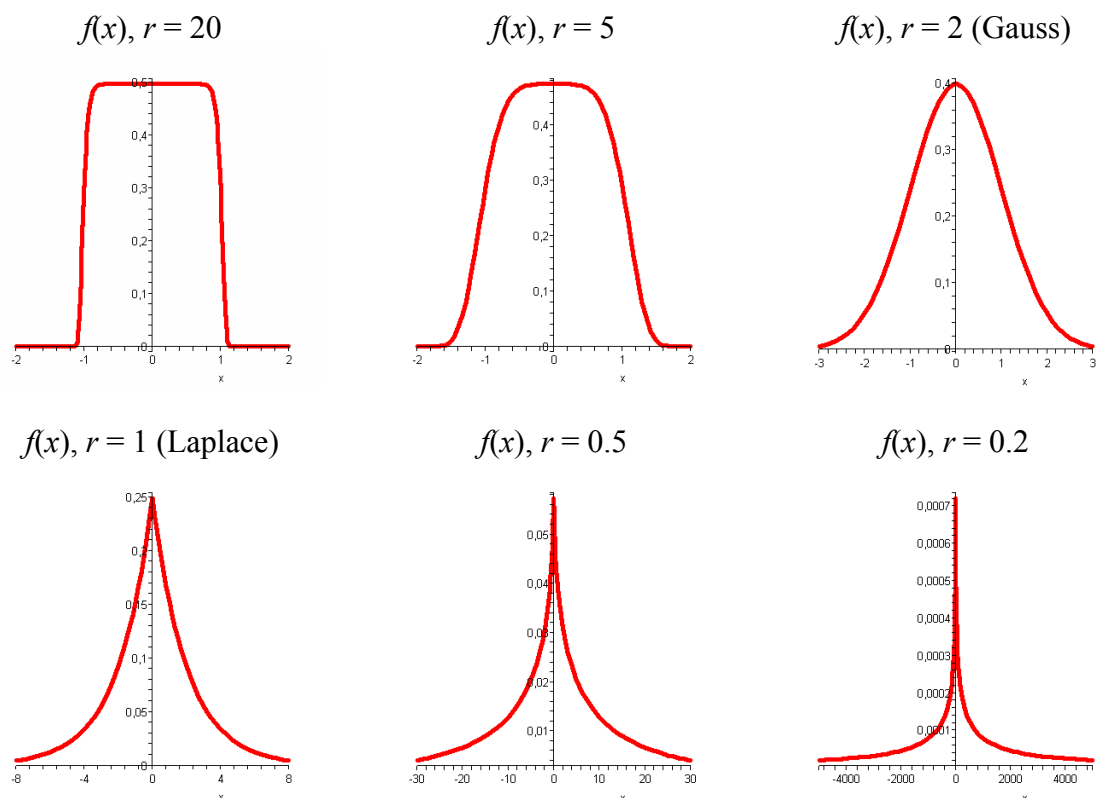 f(x), r = 20
f(x), r = 5
f(x), r = 2 (Gauss)
0,5
0,4
0,3
0,2
0,1
0
-2 -1 0 1 2
x
0,4
0,3
0,2
0,1
0
-2 -1 0 1 2
x
0,4
0,3
0,2
0,1
0
-3 -2 -1 0 1 2 3
x
f(x), r = 1 (Laplace)
f(x), r = 0.5
f(x), r = 0.2
0,25
0,2
0,15
0,1
0,05
0
-8 -4 0 4 8
x
0,05
0,04
0,03
0,02
0,01
-30 -20 -10 0 10 20 30
x
0,0007
0,0006
0,0005
0,0004
0,0003
0,0002
0,0001
-4000 -2000 0 2000 4000
x